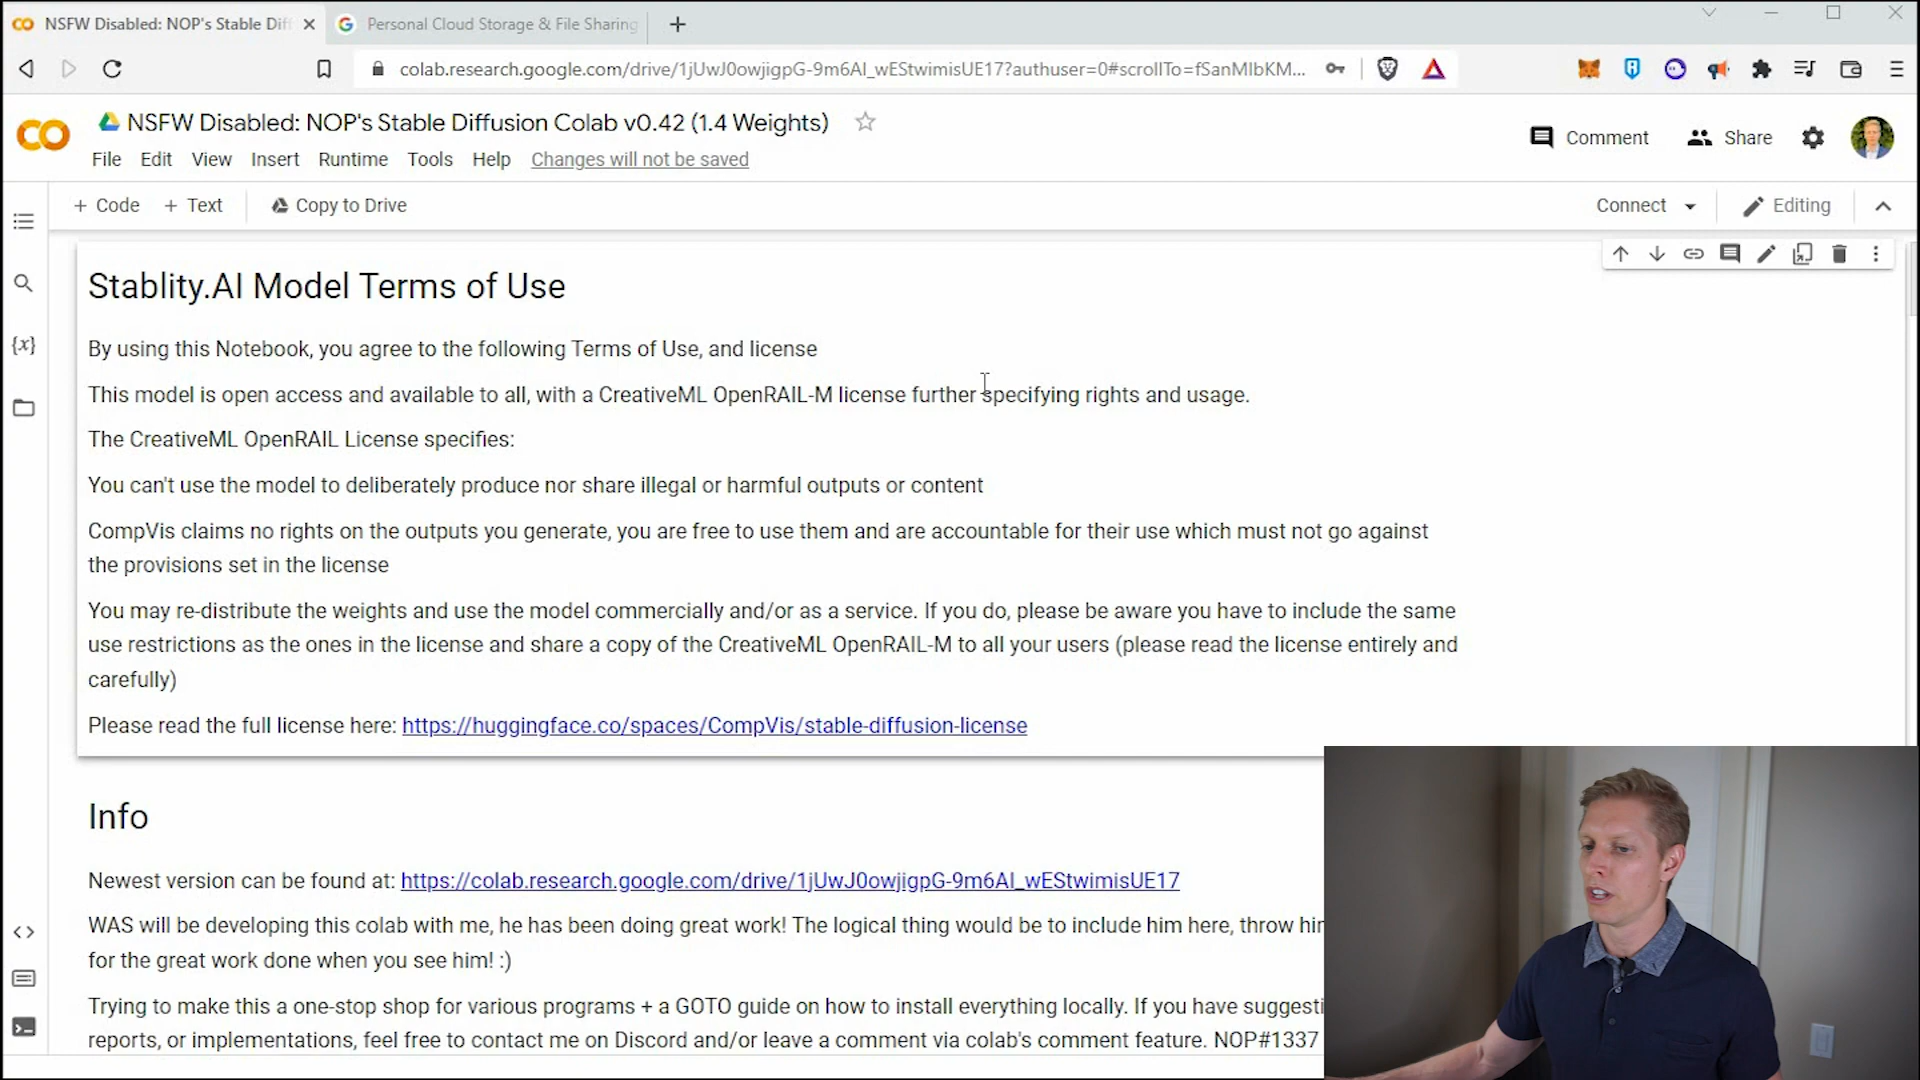 NSFW Disabled: NOP's Stable Diff
Personal Cloud Storage & File Sharing
colab.research.google.com/drive/1jUwJ0owjigpG-9m6AI_wEStwimisUE17?authuser=0#scrollTo=fSanMIbKM...
NSFW Disabled: NOP's Stable Diffusion Colab v0.42 (1.4 Weights)
Comment
Share
File Edit View Insert Runtime Tools Help Changes will not be saved
+ Code + Text Copy to Drive
Connect
Editing
Stablity.AI Model Terms of Use
By using this Notebook, you agree to the following Terms of Use, and license
This model is open access and available to all, with a CreativeML OpenRAIL-M license further specifying rights and usage.
The CreativeML OpenRAIL License specifies:
You can't use the model to deliberately produce nor share illegal or harmful outputs or content
CompVis claims no rights on the outputs you generate, you are free to use them and are accountable for their use which must not go against
the provisions set in the license
You may re-distribute the weights and use the model commercially and/or as a service. If you do, please be aware you have to include the same
use restrictions as the ones in the license and share a copy of the CreativeML OpenRAIL-M to all your users (please read the license entirely and
carefully)
Please read the full license here: https://huggingface.co/spaces/CompVis/stable-diffusion-license
Info
Newest version can be found at: https://colab.research.google.com/drive/1jUwJ0owjigpG-9m6AI_wEStwimisUE17
WAS will be developing this colab with me, he has been doing great work! The logical thing would be to include him here, throw hir
for the great work done when you see him! :)
Trying to make this a one-stop shop for various programs + a GOTO guide on how to install everything locally. If you have suggesti
reports, or implementations, feel free to contact me on Discord and/or leave a comment via colab's comment feature. NOP#1337